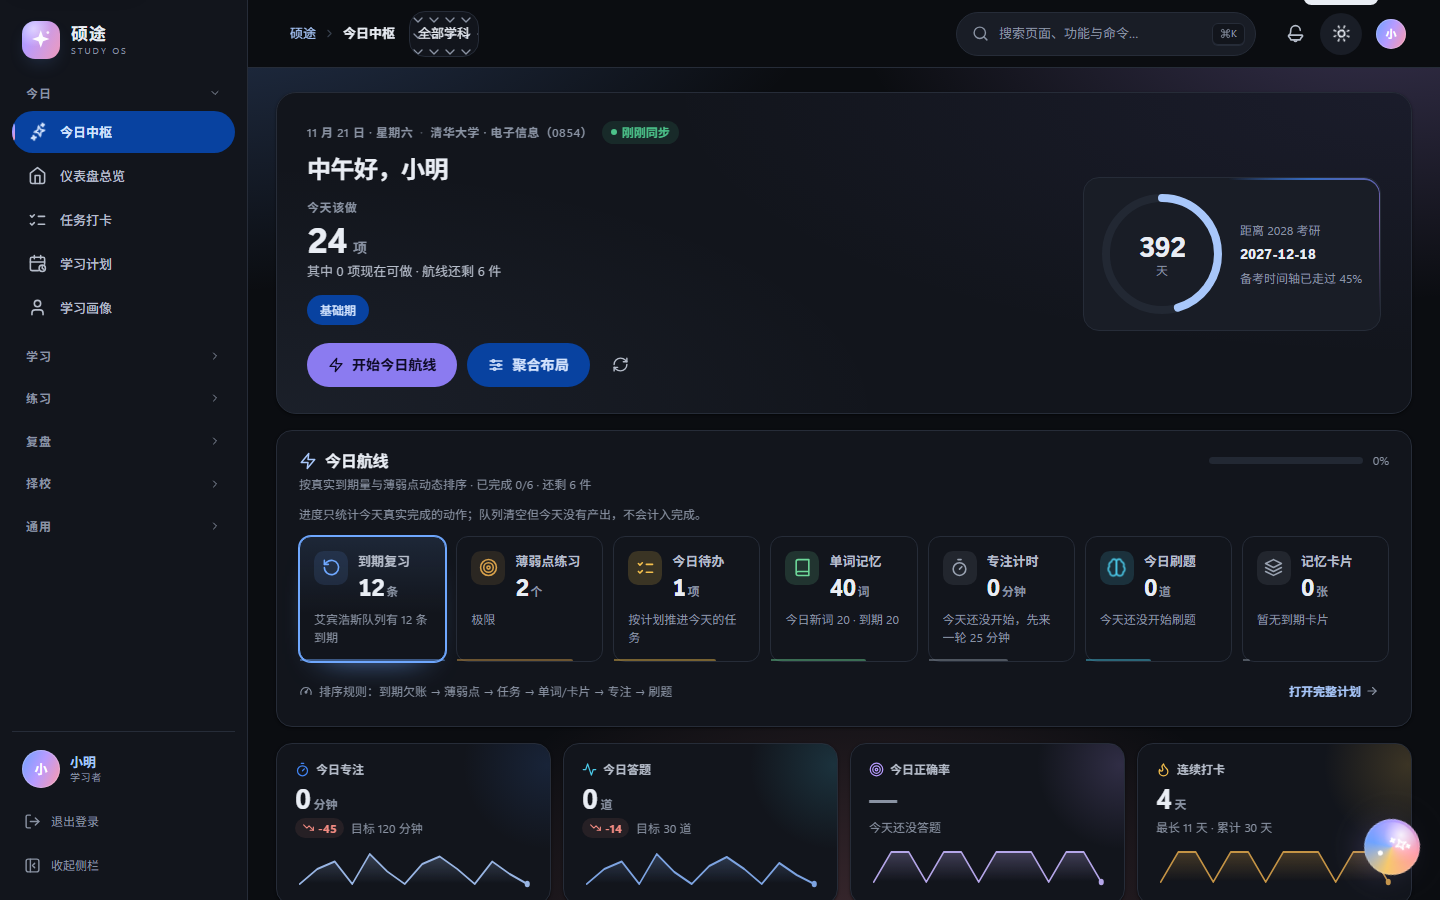 硕途
STUDY OS
今日
今日中枢
仪表盘总览
任务打卡
学习计划
学习画像
学习
练习
复盘
择校
通用
小
小明
学习者
退出登录
收起侧栏
硕途
今日中枢
全部学科
搜索页面、功能与命令...
⌘K
小
11 月 21 日 · 星期六 · 清华大学 · 电子信息（0854）
刚刚同步
中午好，小明
今天该做
24 项
其中 0 项现在可做 · 航线还剩 6 件
基础期
开始今日航线
聚合布局
392
天
距离 2028 考研
2027-12-18
备考时间轴已走过 45%
今日航线
0%
按真实到期量与薄弱点动态排序 · 已完成 0/6 · 还剩 6 件
进度只统计今天真实完成的动作；队列清空但今天没有产出，不会计入完成。
到期复习
12 条
艾宾浩斯队列有 12 条
到期
薄弱点练习
2 个
极限
今日待办
1 项
按计划推进今天的任
务
单词记忆
40 词
今日新词 20 · 到期 20
专注计时
0 分钟
今天还没开始，先来
一轮 25 分钟
今日刷题
0 道
今天还没开始刷题
记忆卡片
0 张
暂无到期卡片
排序规则：到期欠账 → 薄弱点 → 任务 → 单词/卡片 → 专注 → 刷题
打开完整计划 →
今日专注
0 分钟
-45
目标 120 分钟
今日答题
0 道
-14
目标 30 道
今日正确率
—
今天还没答题
连续打卡
4 天
最长 11 天 · 累计 30 天